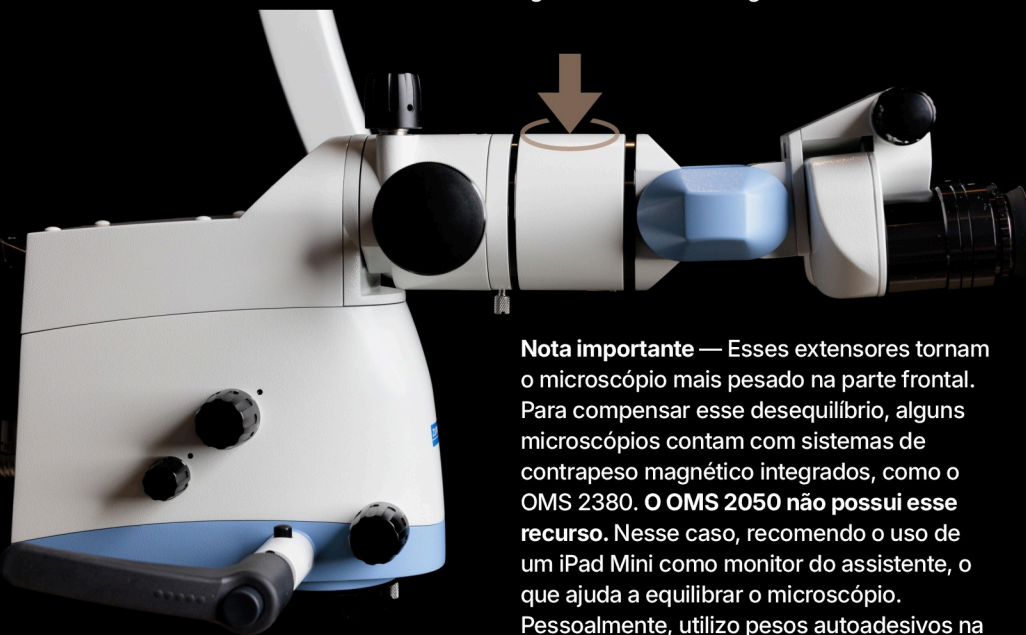 Nota importante — Esses extensores tornam
o microscópio mais pesado na parte frontal.
Para compensar esse desequilíbrio, alguns
microscópios contam com sistemas de
contrapeso magnético integrados, como o
OMS 2380. O OMS 2050 não possui esse
recurso. Nesse caso, recomendo o uso de
um iPad Mini como monitor do assistente, o
que ajuda a equilibrar o microscópio.
Pessoalmente, utilizo pesos autoadesivos na